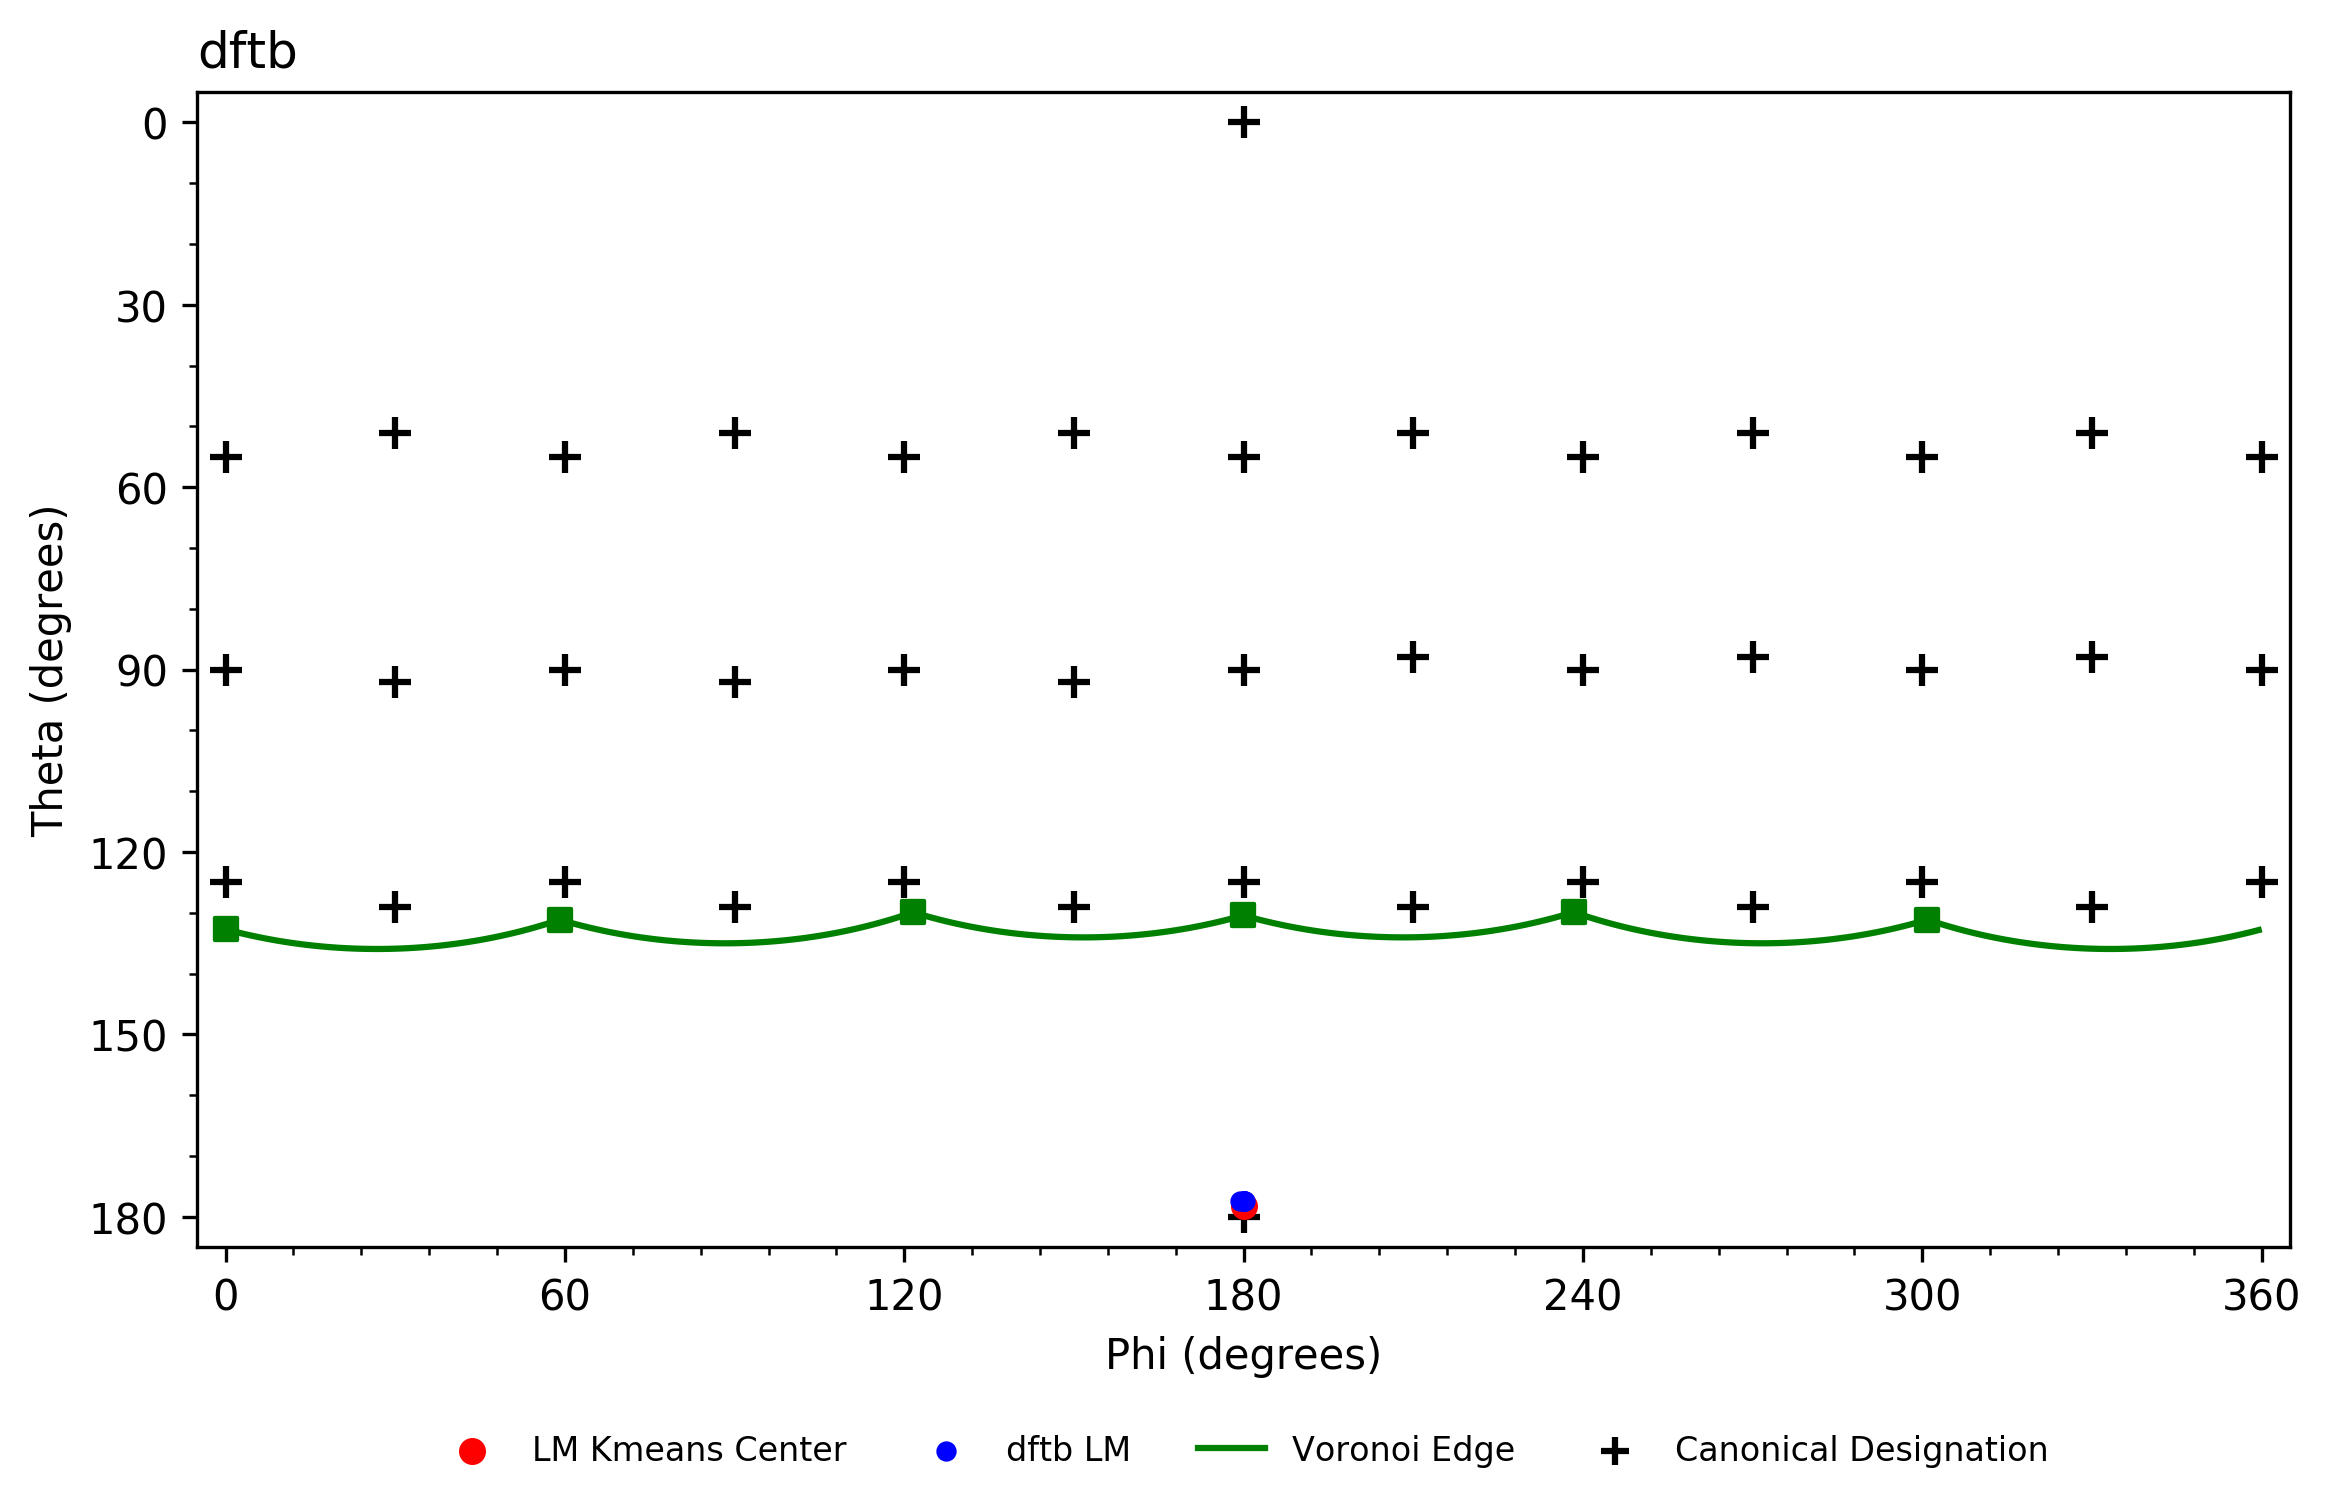 dftb
0
30
60
90
120
150
180
Theta (degrees)
0 60 120 180 240 300 360
Phi (degrees)
LM Kmeans Center dftb LM Voronoi Edge Canonical Designation